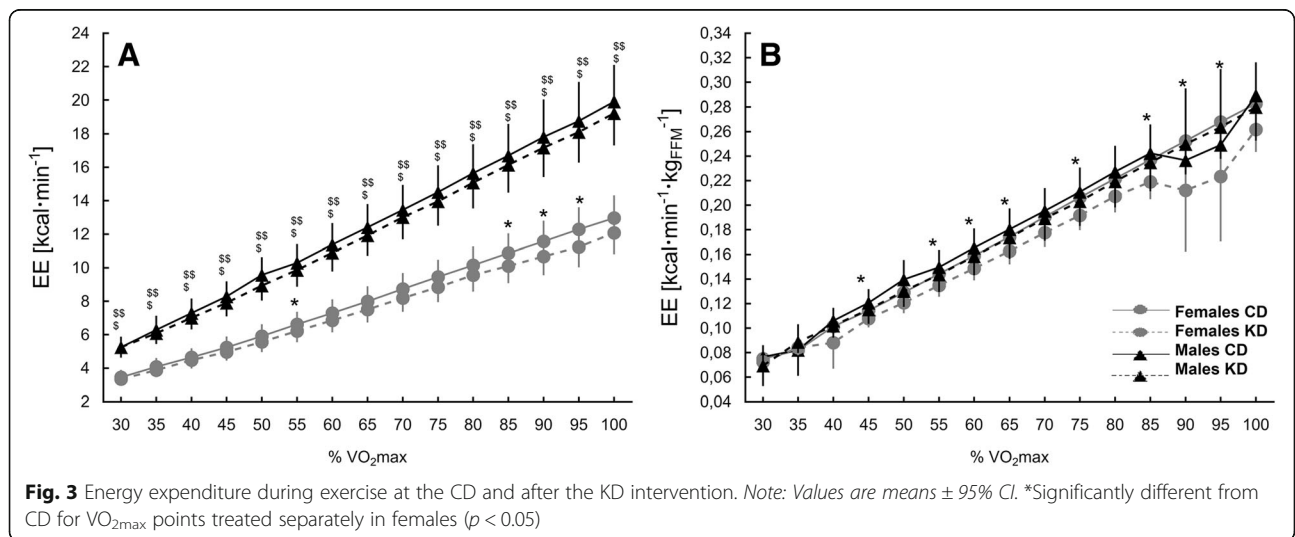 A
EE [kcal·min⁻¹]
24
22
20
18
16
14
12
10
8
6
4
2
$$ $$ $$ $$ $$ $$ $$ $$ $$ $$ $$ $$ $$ $$ $$
$ $ $ $ $ $ $ $ $ $ $ $ $ $ $
* * * *
30 35 40 45 50 55 60 65 70 75 80 85 90 95 100
% VO₂max
B
EE [kcal·min⁻¹·kg_FFM⁻¹]
0,34
0,32
0,28
0,26
0,24
0,22
0,20
0,18
0,16
0,14
0,12
0,10
0,08
0,06
0,04
* * * * * * * * *
Females CD
Females KD
Males CD
Males KD
30 35 40 45 50 55 60 65 70 75 80 85 90 95 100
% VO₂max
Fig. 3 Energy expenditure during exercise at the CD and after the KD intervention. Note: Values are means ± 95% CI. *Significantly different from
CD for VO₂max points treated separately in females (p < 0.05)